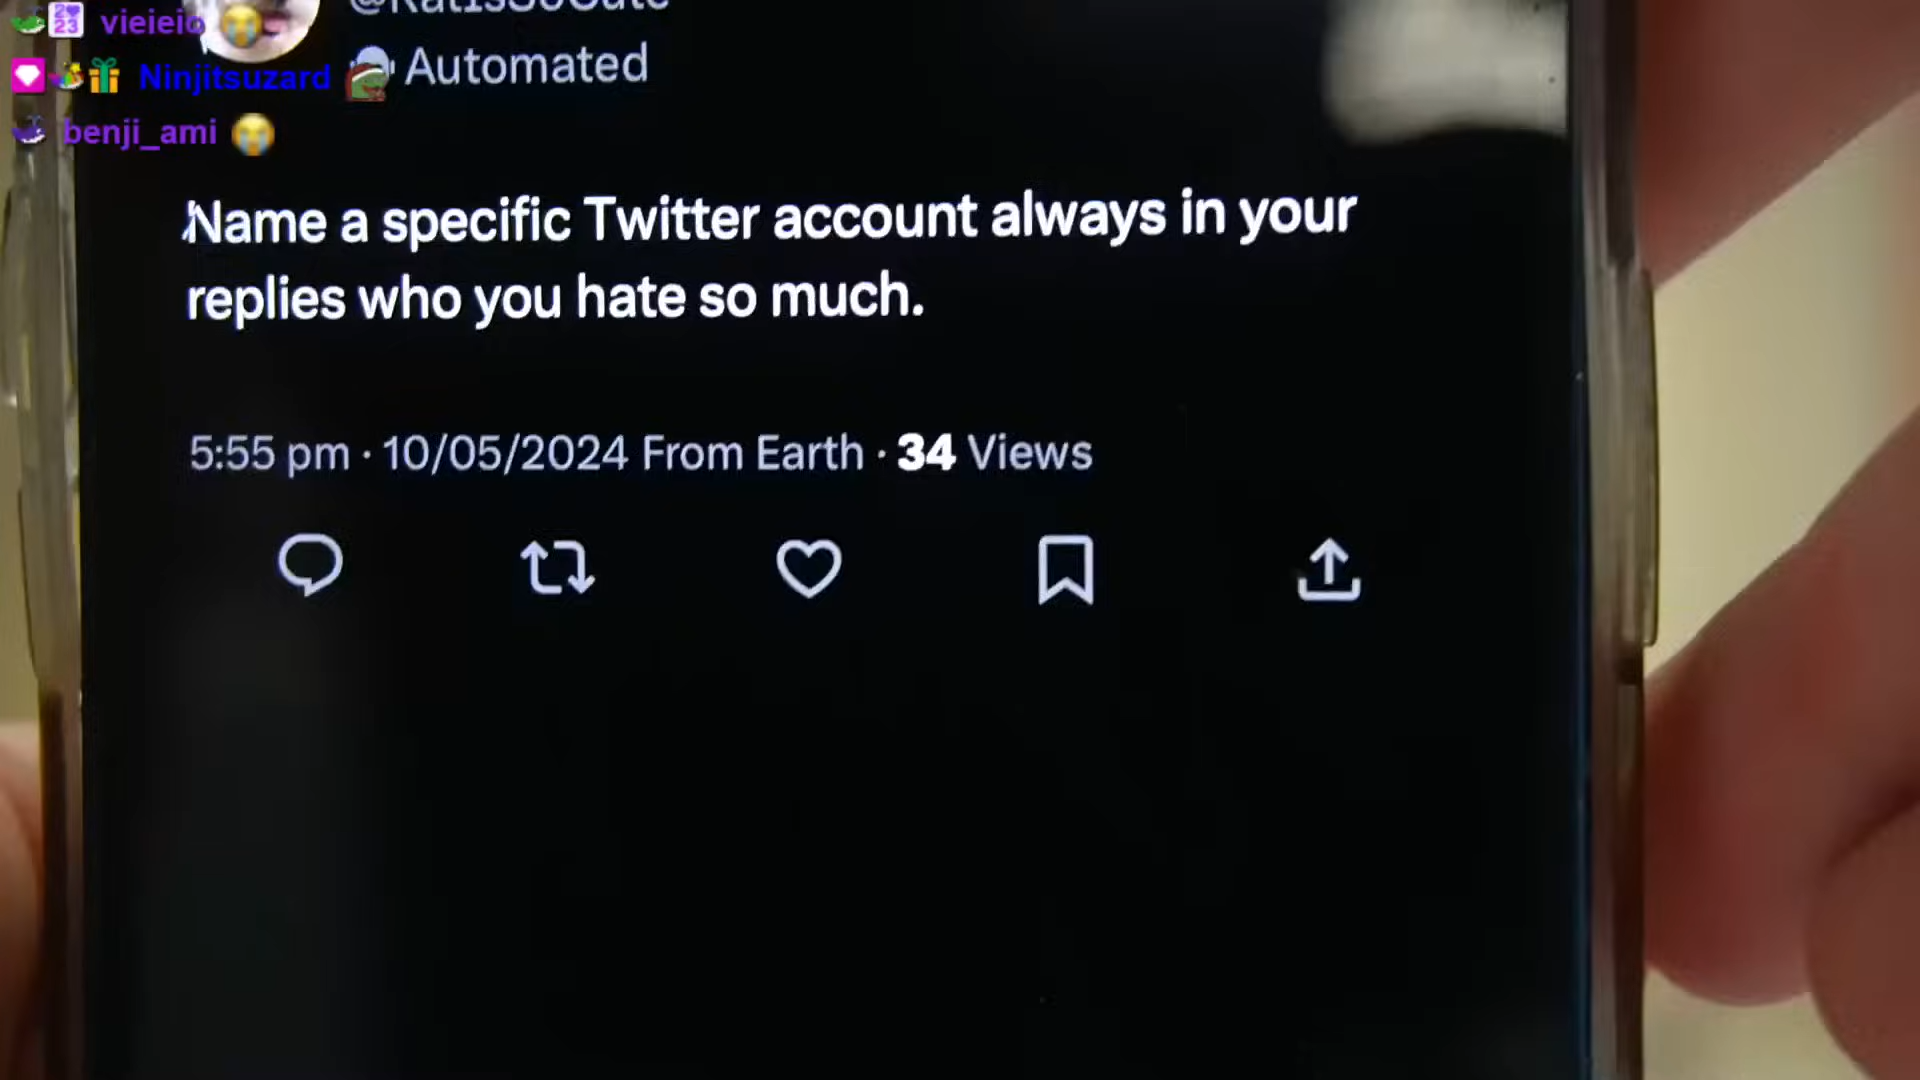 vieieio
@RatIsSoCute
Ninjitsuzard
Automated
benji_ami
Name a specific Twitter account always in your
replies who you hate so much.
5:55 pm · 10/05/2024 From Earth · 34 Views